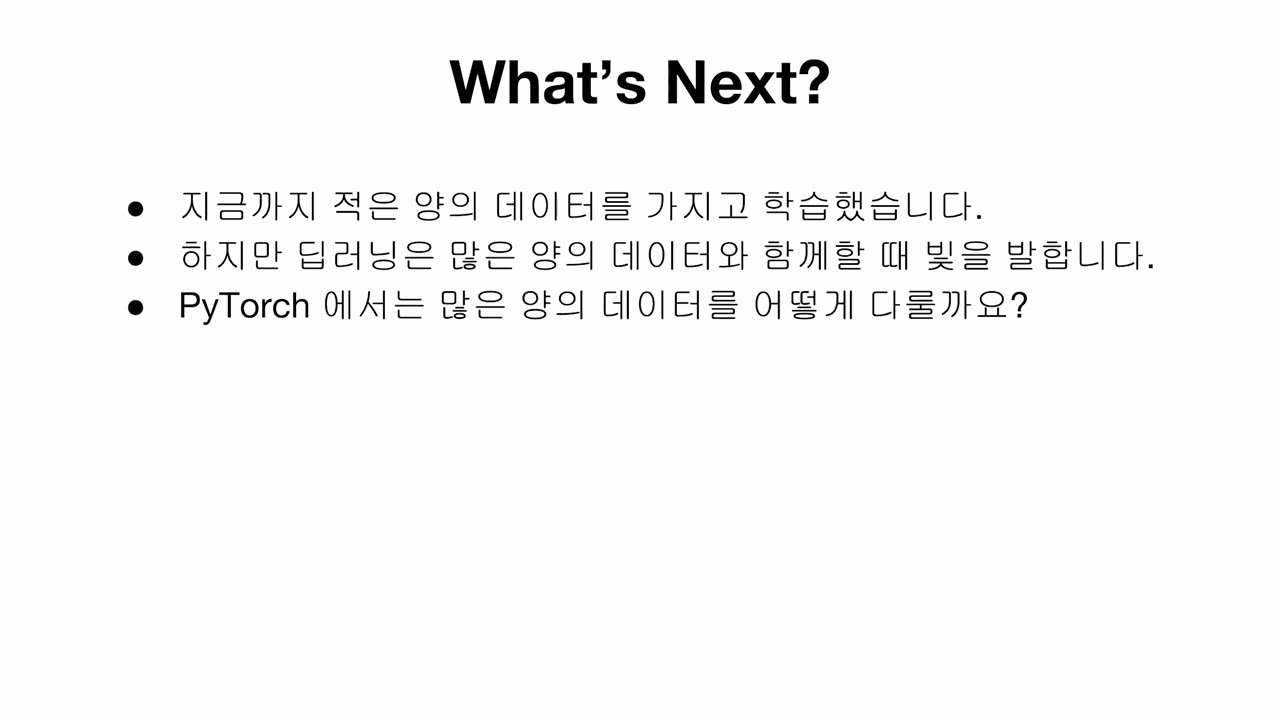 What’s Next?
● 지금까지 적은 양의 데이터를 가지고 학습했습니다.
● 하지만 딥러닝은 많은 양의 데이터와 함께할 때 빛을 발합니다.
● PyTorch 에서는 많은 양의 데이터를 어떻게 다룰까요?